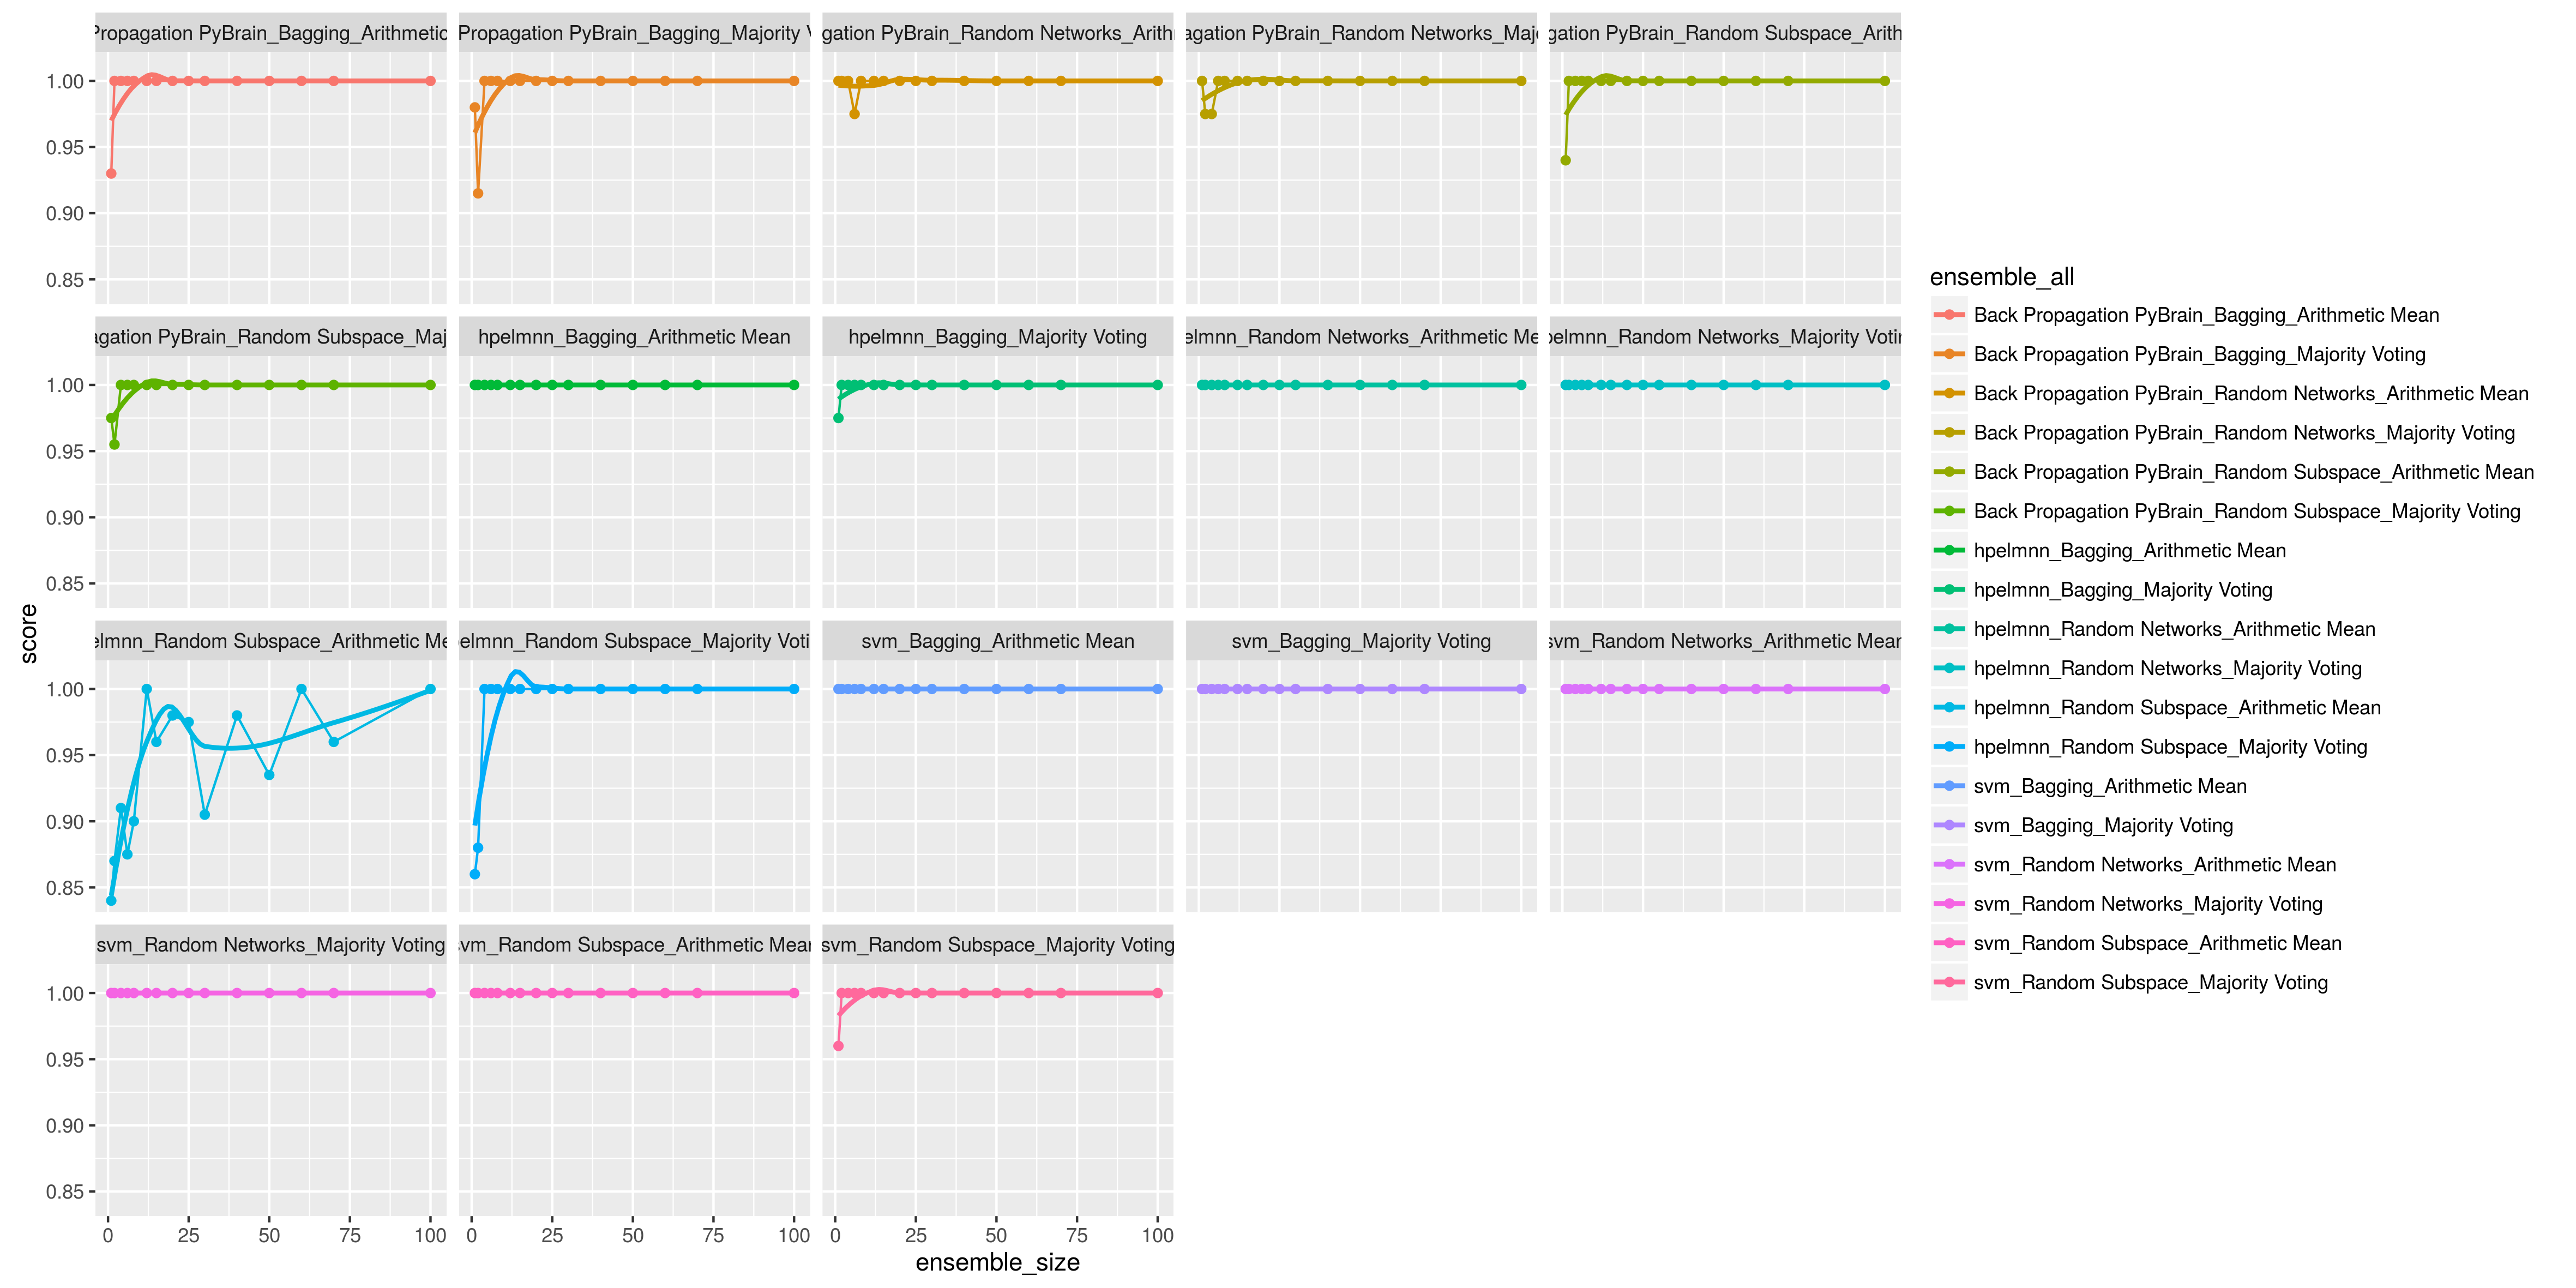 Propagation PyBrain_Bagging_Arithmetic
Propagation PyBrain_Bagging_Majority V
gation PyBrain_Random Networks_Arith
agation PyBrain_Random Networks_Majo
gation PyBrain_Random Subspace_Arith
1.00
0.95
0.90
0.85
agation PyBrain_Random Subspace_Maj
hpelmnn_Bagging_Arithmetic Mean
hpelmnn_Bagging_Majority Voting
elmnn_Random Networks_Arithmetic Me
pelmnn_Random Networks_Majority Votin
1.00
0.95
0.90
0.85
elmnn_Random Subspace_Arithmetic Me
pelmnn_Random Subspace_Majority Voti
svm_Bagging_Arithmetic Mean
svm_Bagging_Majority Voting
svm_Random Networks_Arithmetic Mean
1.00
0.95
0.90
0.85
svm_Random Networks_Majority Voting
svm_Random Subspace_Arithmetic Mean
svm_Random Subspace_Majority Voting
1.00
0.95
0.90
0.85
0 25 50 75 100
0 25 50 75 100
0 25 50 75 100
ensemble_size
score
ensemble_all
Back Propagation PyBrain_Bagging_Arithmetic Mean
Back Propagation PyBrain_Bagging_Majority Voting
Back Propagation PyBrain_Random Networks_Arithmetic Mean
Back Propagation PyBrain_Random Networks_Majority Voting
Back Propagation PyBrain_Random Subspace_Arithmetic Mean
Back Propagation PyBrain_Random Subspace_Majority Voting
hpelmnn_Bagging_Arithmetic Mean
hpelmnn_Bagging_Majority Voting
hpelmnn_Random Networks_Arithmetic Mean
hpelmnn_Random Networks_Majority Voting
hpelmnn_Random Subspace_Arithmetic Mean
hpelmnn_Random Subspace_Majority Voting
svm_Bagging_Arithmetic Mean
svm_Bagging_Majority Voting
svm_Random Networks_Arithmetic Mean
svm_Random Networks_Majority Voting
svm_Random Subspace_Arithmetic Mean
svm_Random Subspace_Majority Voting